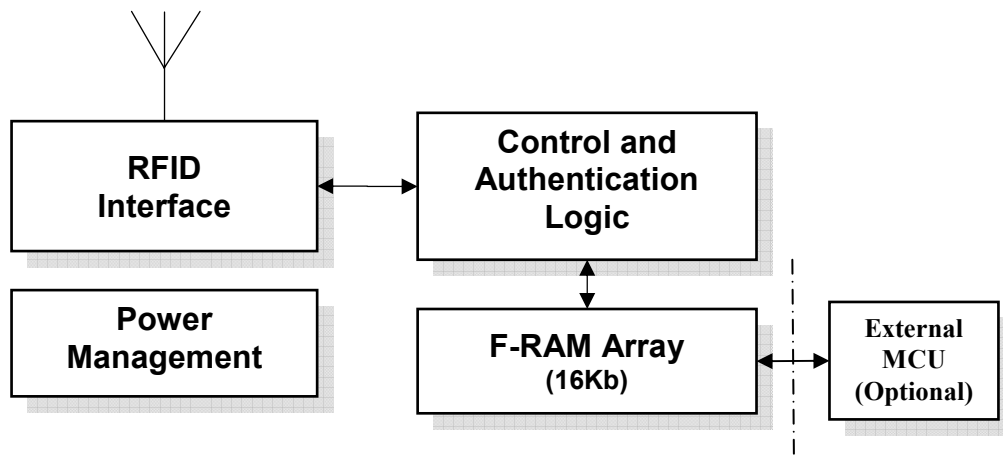 RFID
Interface
Control and
Authentication
Logic
Power
Management
F-RAM Array
(16Kb)
External
MCU
(Optional)